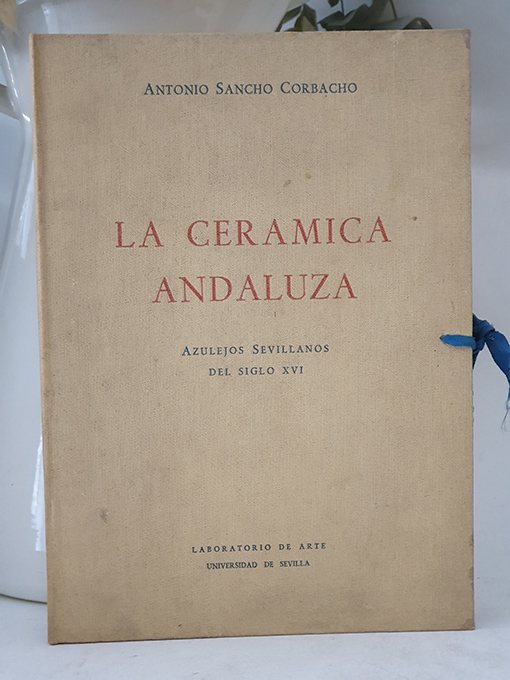 ANTONIO SANCHO CORBACHO
LA CERAMICA
ANDALUZA
AZULEJOS SEVILLANOS
DEL SIGLO XVI
LABORATORIO DE ARTE
UNIVERSIDAD DE SEVILLA